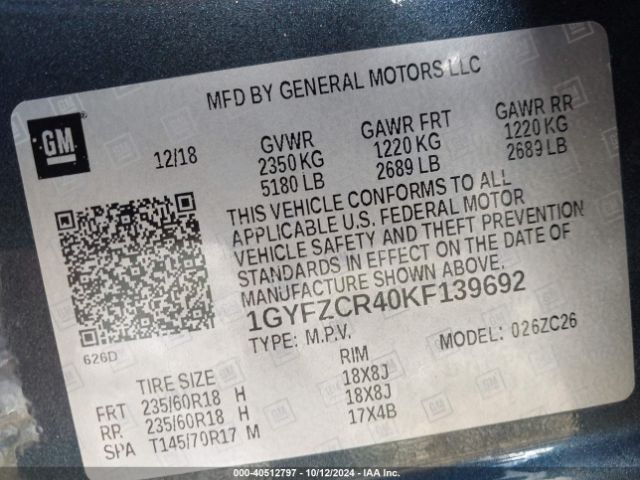 MFD BY GENERAL MOTORS LLC
GM
12/18
GVWR
2350 KG
5180 LB
GAWR FRT
1220 KG
2689 LB
GAWR RR
1220 KG
2689 LB
THIS VEHICLE CONFORMS TO ALL
APPLICABLE U.S. FEDERAL MOTOR
VEHICLE SAFETY AND THEFT PREVENTION
STANDARDS IN EFFECT ON THE DATE OF
MANUFACTURE SHOWN ABOVE.
1GYFZCR40KF139692
626D
TYPE: M.P.V.
MODEL: 026ZC26
TIRE SIZE
RIM
FRT 235/60R18 H 18X8J
RR. 235/60R18 H 18X8J
SPA T145/70R17 M 17X4B
000-40512797 - 10/12/2024 - IAA Inc.